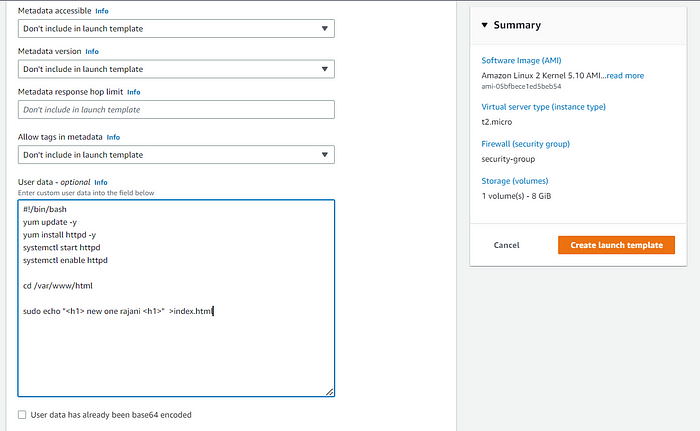 Metadata accessible Info
Don't include in launch template
Metadata version Info
Don't include in launch template
Metadata response hop limit Info
Don't include in launch template
Allow tags in metadata Info
Don't include in launch template
User data - optional Info
Enter custom user data into the field below
#!/bin/bash
yum update -y
yum install httpd -y
systemctl start httpd
systemctl enable httpd
cd /var/www/html
sudo echo "<h1> new one rajani <h1>"  >index.html
User data has already been base64 encoded
Summary
Software Image (AMI)
Amazon Linux 2 Kernel 5.10 AMI...read more
ami-05bfbece1ed5beb54
Virtual server type (instance type)
t2.micro
Firewall (security group)
security-group
Storage (volumes)
1 volume(s) - 8 GiB
Cancel
Create launch template